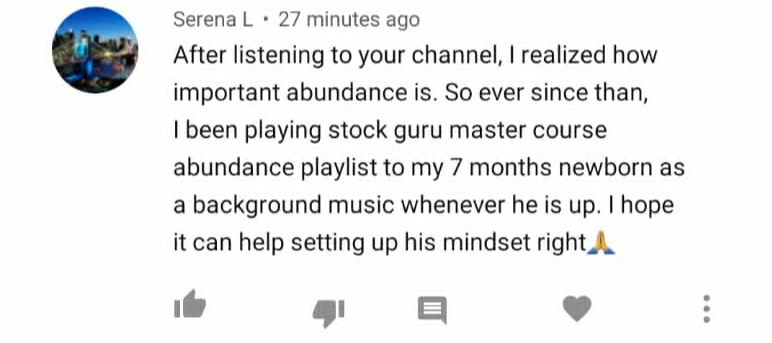 Serena L • 27 minutes ago
After listening to your channel, I realized how
important abundance is. So ever since than,
I been playing stock guru master course
abundance playlist to my 7 months newborn as
a background music whenever he is up. I hope
it can help setting up his mindset right🙏